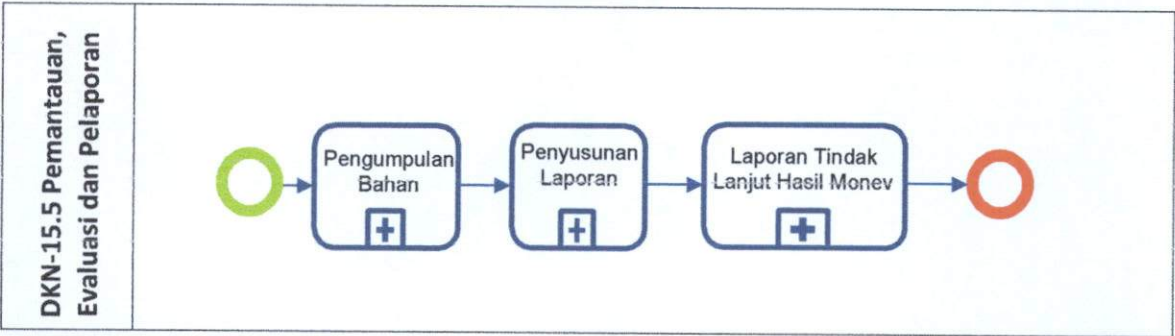 DKN-15.5 Pemantauan,
Evaluasi dan Pelaporan
Pengumpulan
Bahan
Penyusunan
Laporan
Laporan Tindak
Lanjut Hasil Monev